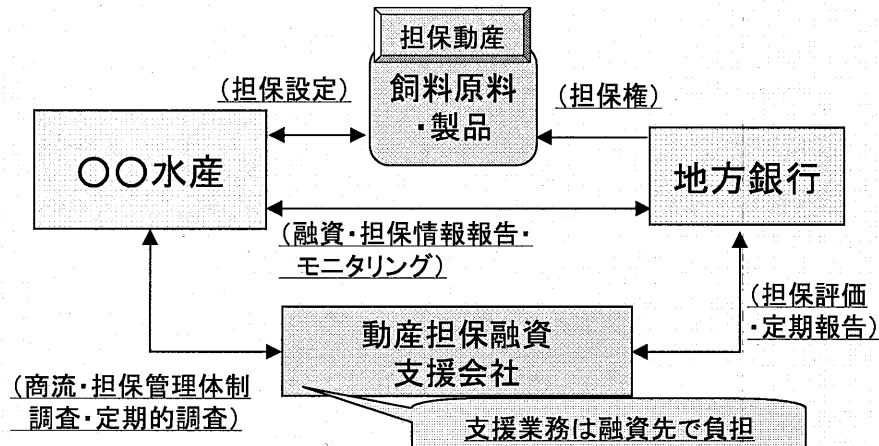 担保動産
飼料原料
・製品
(担保設定)
(担保権)
〇〇水産
地方銀行
(融資・担保情報報告・
モニタリング)
(担保評価
・定期報告)
動産担保融資
支援会社
(商流・担保管理体制
調査・定期的調査)
支援業務は融資先で負担